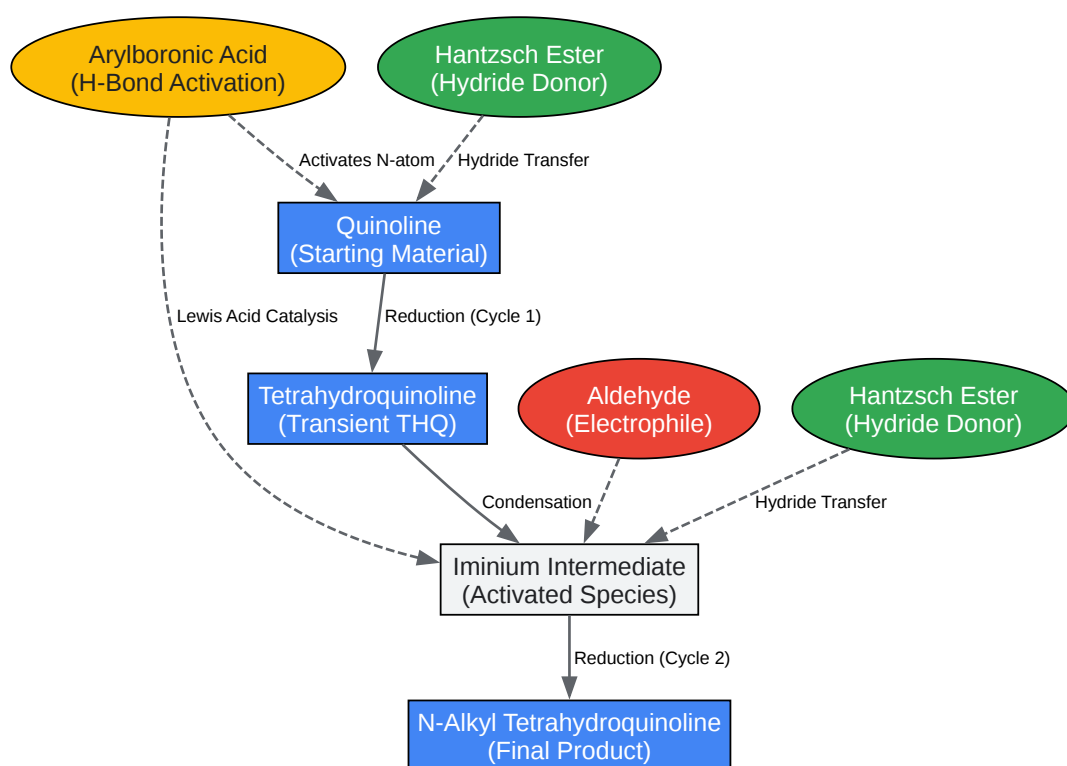 Arylboronic Acid
(H-Bond Activation)
Hantzsch Ester
(Hydride Donor)
Activates N-atom
Hydride Transfer
Quinoline
(Starting Material)
Lewis Acid Catalysis
Reduction (Cycle 1)
Tetrahydroquinoline
(Transient THQ)
Aldehyde
(Electrophile)
Hantzsch Ester
(Hydride Donor)
Condensation
Hydride Transfer
Iminium Intermediate
(Activated Species)
Reduction (Cycle 2)
N-Alkyl Tetrahydroquinoline
(Final Product)